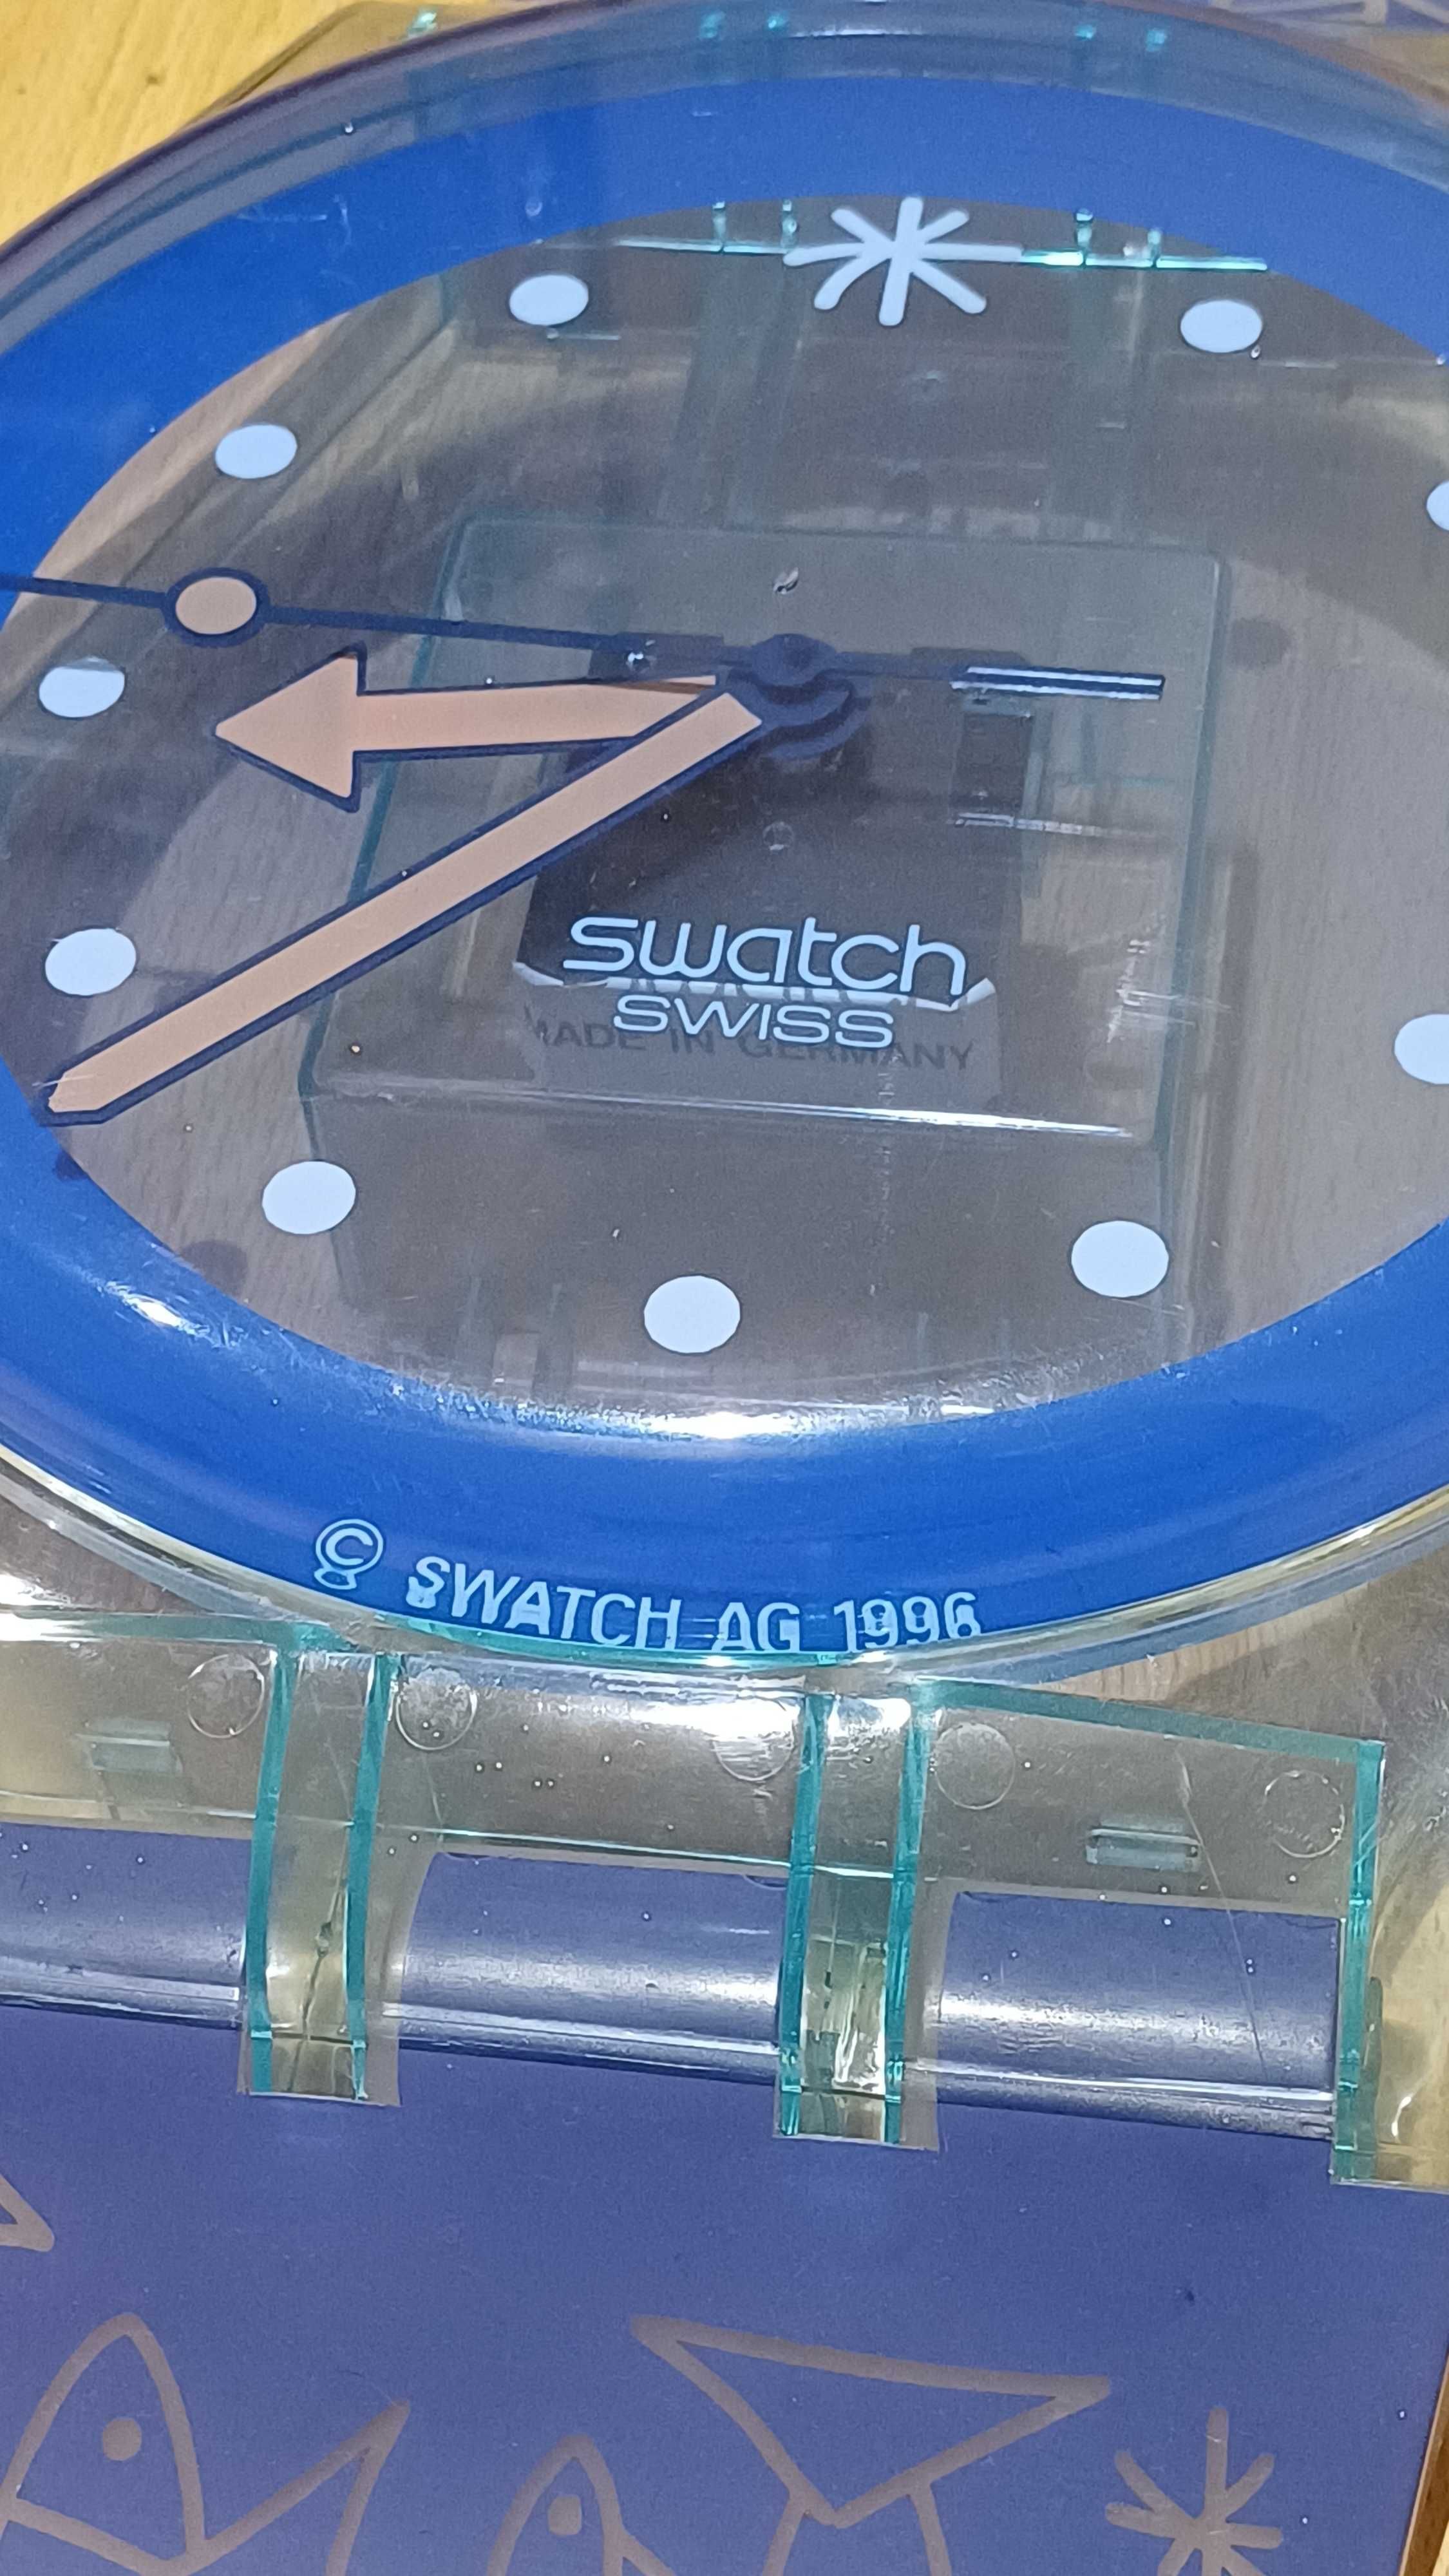 swatch
SWISS
MADE IN GERMANY
© SWATCH AG 1996